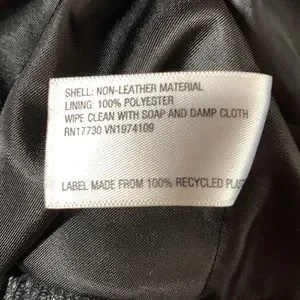 SHELL: NON-LEATHER MATERIAL
LINING: 100% POLYESTER
WIPE CLEAN WITH SOAP AND DAMP CLOTH
RN17730 VN1974109
LABEL MADE FROM 100% RECYCLED PLAST